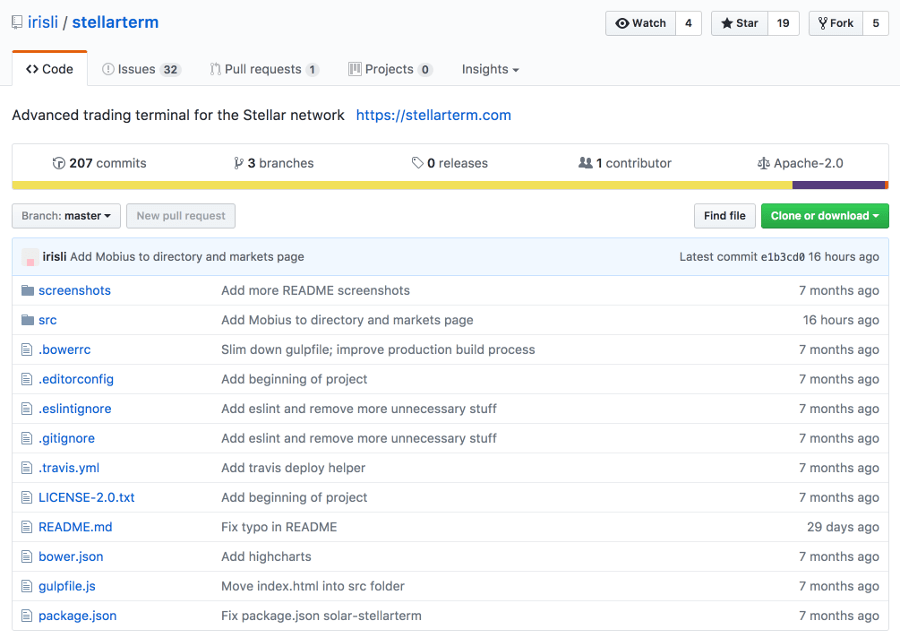 irisli / stellarterm Watch 4 Star 19 Fork 5
Code Issues 32 Pull requests 1 Projects 0 Insights
Advanced trading terminal for the Stellar network https://stellarterm.com
207 commits 3 branches 0 releases 1 contributor Apache-2.0
Branch: master New pull request Find file Clone or download
irisli Add Mobius to directory and markets page Latest commit e1b3cd0 16 hours ago
screenshots Add more README screenshots 7 months ago
src Add Mobius to directory and markets page 16 hours ago
.bowerrc Slim down gulpfile; improve production build process 7 months ago
.editorconfig Add beginning of project 7 months ago
.eslintignore Add eslint and remove more unnecessary stuff 7 months ago
.gitignore Add eslint and remove more unnecessary stuff 7 months ago
.travis.yml Add travis deploy helper 7 months ago
LICENSE-2.0.txt Add beginning of project 7 months ago
README.md Fix typo in README 29 days ago
bower.json Add highcharts 7 months ago
gulpfile.js Move index.html into src folder 7 months ago
package.json Fix package.json solar-stellarterm 7 months ago